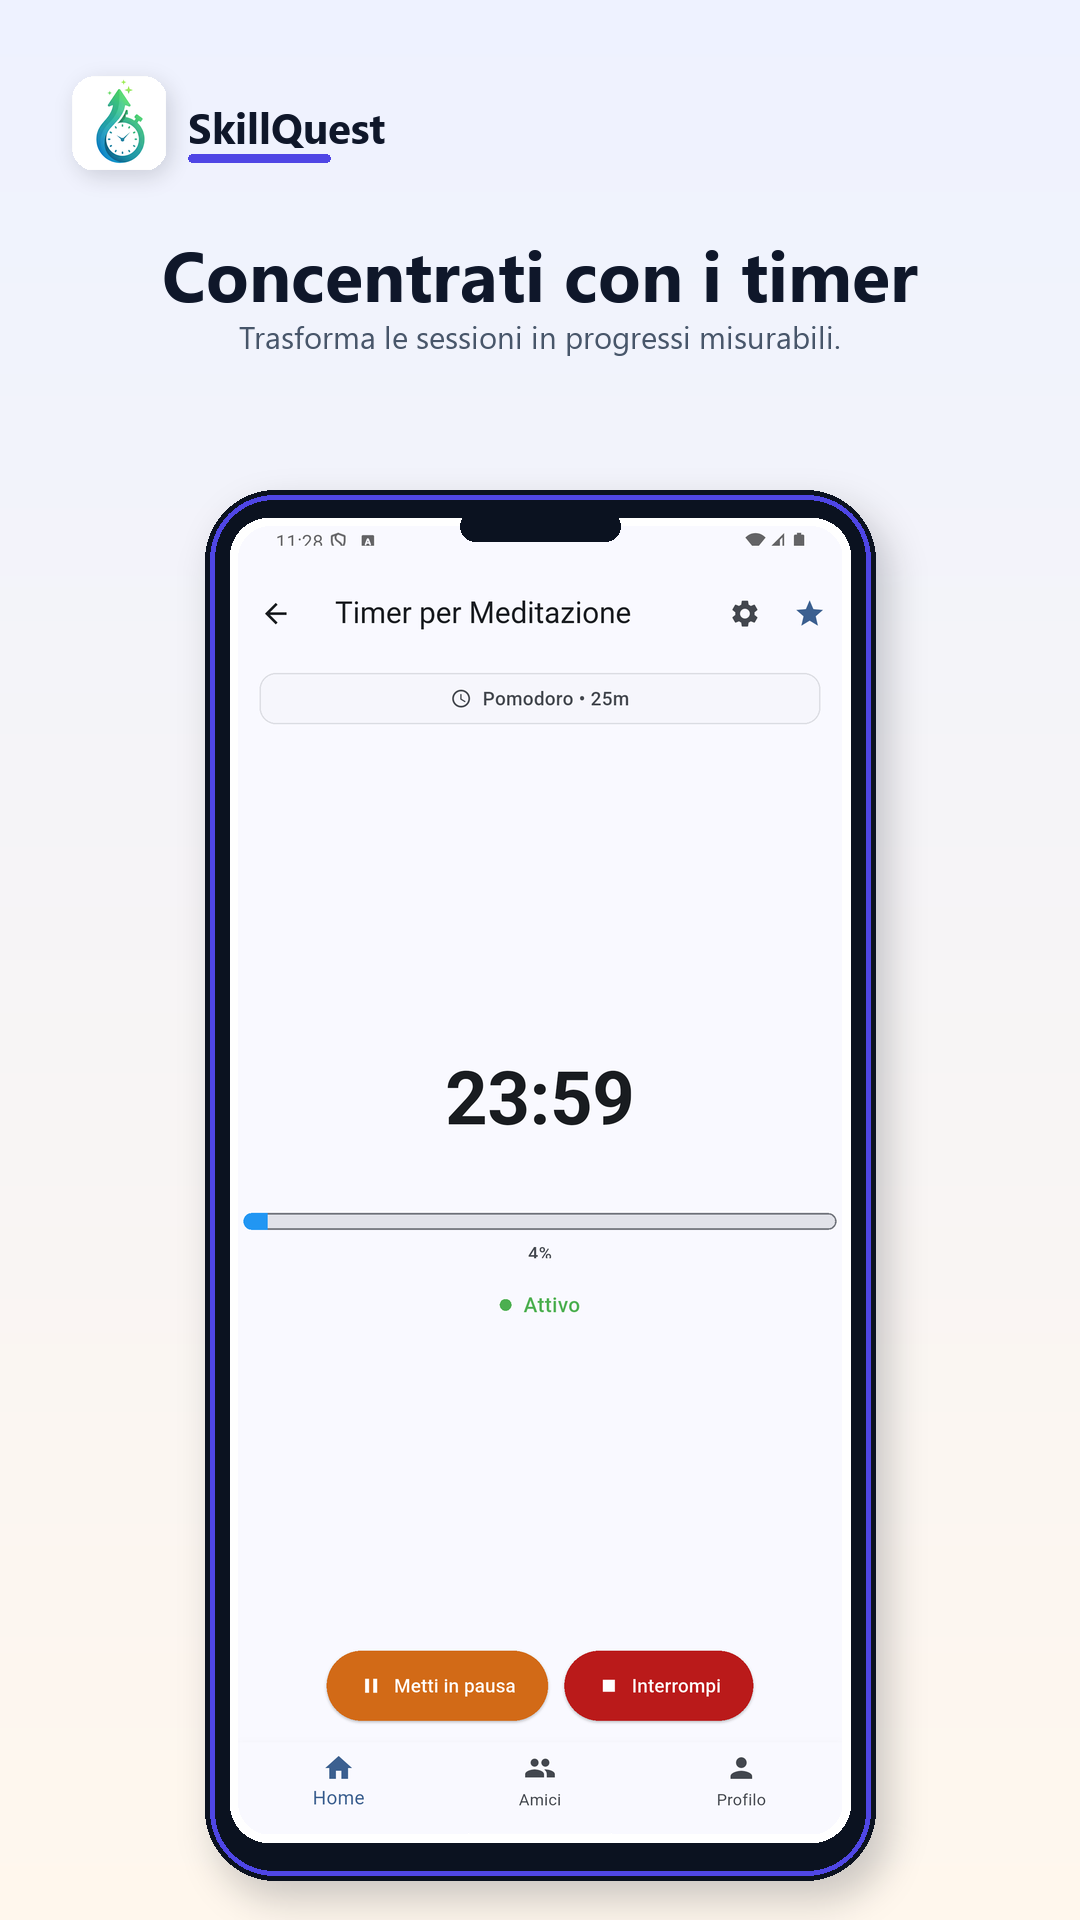 SkillQuest
Concentrati con i timer
Trasforma le sessioni in progressi misurabili.
11:28
Timer per Meditazione
Pomodoro • 25m
23:59
4%
Attivo
Metti in pausa
Interrompi
Home
Amici
Profilo